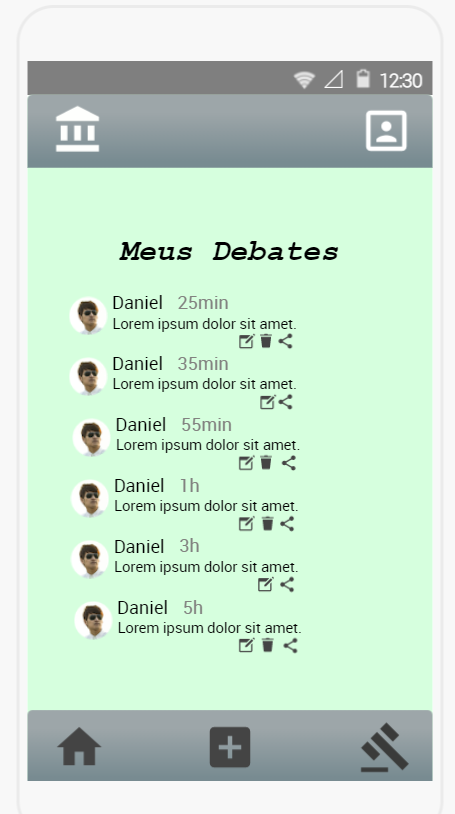 12:30
Meus Debates
Daniel 25min
Lorem ipsum dolor sit amet.
Daniel 35min
Lorem ipsum dolor sit amet.
Daniel 55min
Lorem ipsum dolor sit amet.
Daniel 1h
Lorem ipsum dolor sit amet.
Daniel 3h
Lorem ipsum dolor sit amet.
Daniel 5h
Lorem ipsum dolor sit amet.